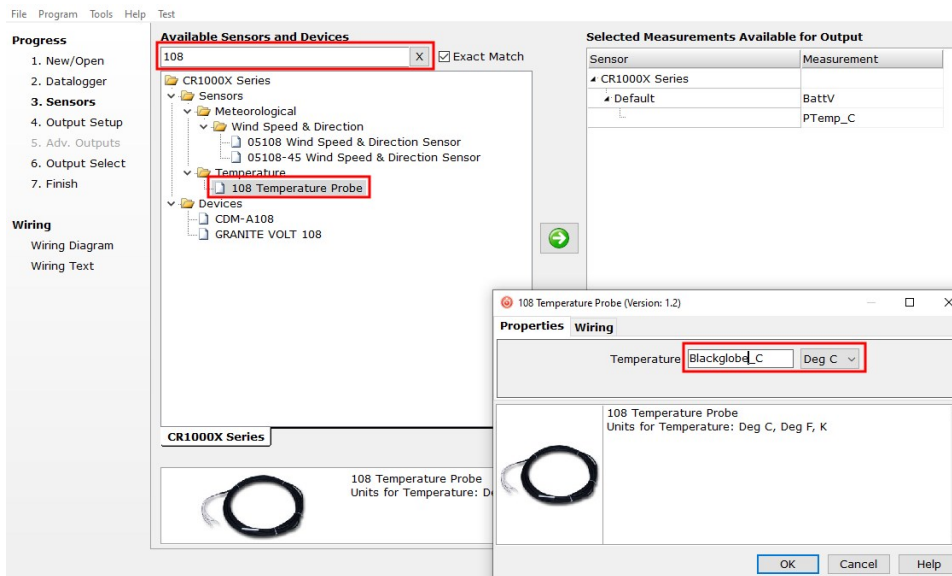 File Program Tools Help Test
Progress
1. New/Open
2. Datalogger
3. Sensors
4. Output Setup
5. Adv. Outputs
6. Output Select
7. Finish
Wiring
Wiring Diagram
Wiring Text
Available Sensors and Devices
108 X Exact Match
CR1000X Series
Sensors
Meteorological
Wind Speed & Direction
05108 Wind Speed & Direction Sensor
05108-45 Wind Speed & Direction Sensor
Temperature
108 Temperature Probe
Devices
CDM-A108
GRANITE VOLT 108
CR1000X Series
108 Temperature Probe
Units for Temperature: D
Selected Measurements Available for Output
Sensor Measurement
CR1000X Series
Default BattV
PTemp_C
108 Temperature Probe (Version: 1.2)
Properties Wiring
Temperature Blackglobe_C Deg C
108 Temperature Probe
Units for Temperature: Deg C, Deg F, K
OK Cancel Help